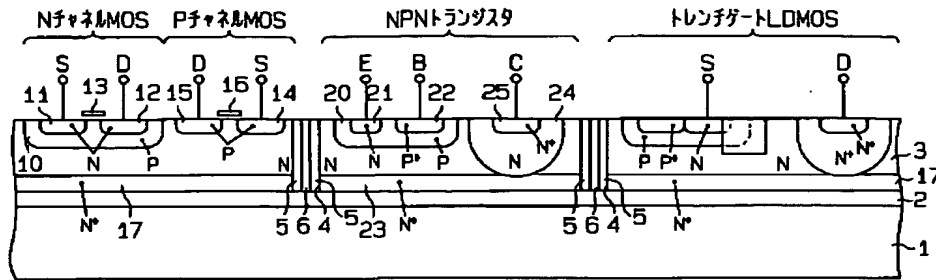 NチャネルMOS PチャネルMOS NPNトランジスタ トレンチゲートLDMOS
S D D S E B C S D
11 13 12 15 16 14 20 21 22 25 24
10 N P P N N P⁺ P N N⁺ P P⁺ N N N⁺ N⁺ 3
17
2
N⁺ 17 5 6 4 5 23 N⁺ 5 6 4 5 N⁺
1